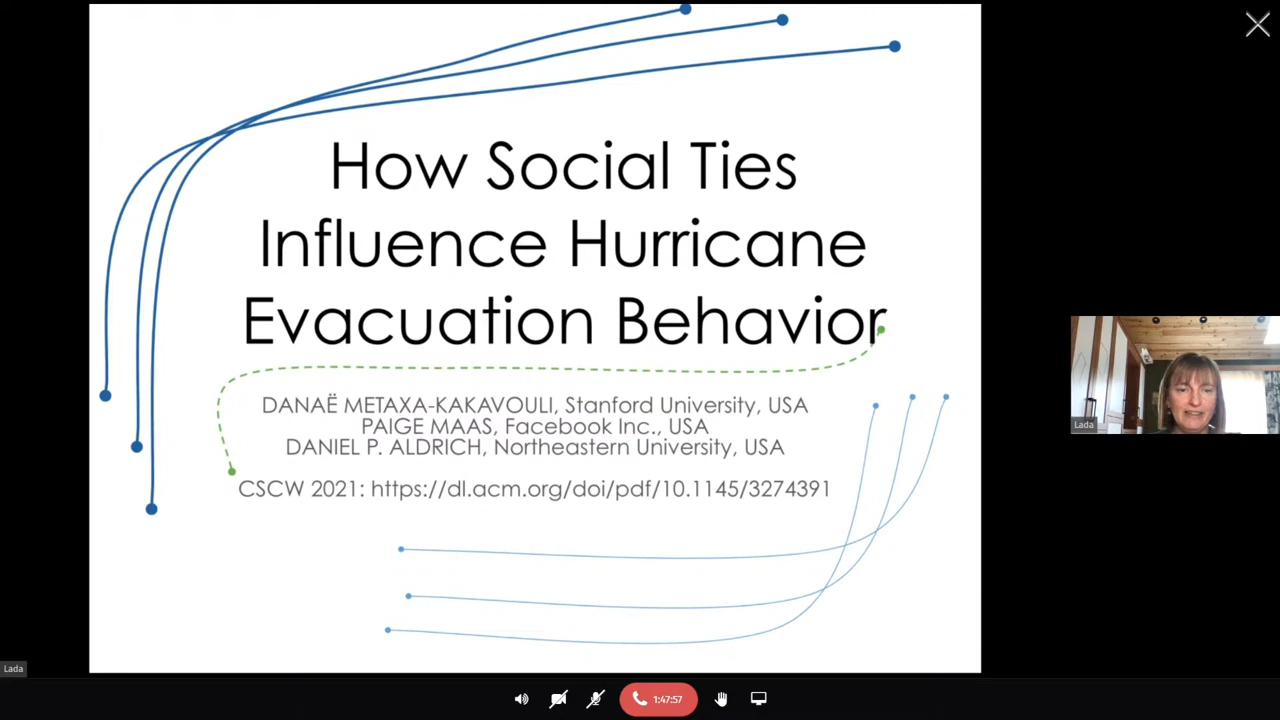 How Social Ties
Influence Hurricane
Evacuation Behavior
DANAË METAXA-KAKAVOULI, Stanford University, USA
PAIGE MAAS, Facebook Inc., USA
DANIEL P. ALDRICH, Northeastern University, USA
CSCW 2021: https://dl.acm.org/doi/pdf/10.1145/3274391
Lada
Lada
1:47:57